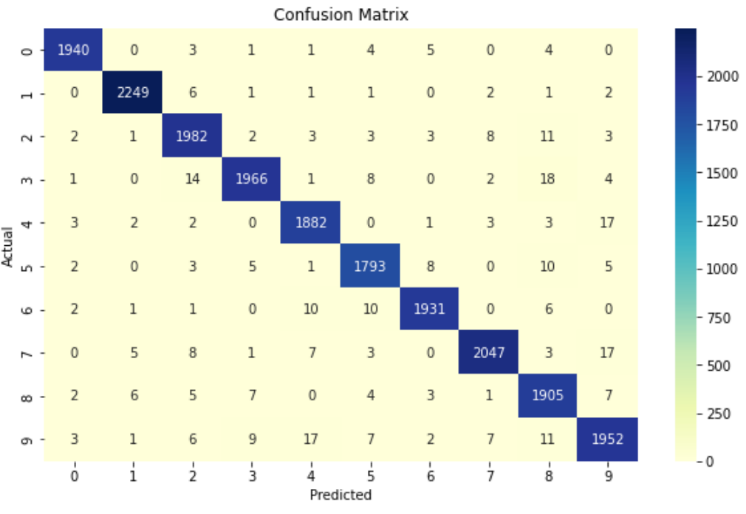 Confusion Matrix
0 1940 0 3 1 1 4 5 0 4 0
1 0 2249 6 1 1 1 0 2 1 2
2 2 1 1982 2 3 3 3 8 11 3
3 1 0 14 1966 1 8 0 2 18 4
4 3 2 2 0 1882 0 1 3 3 17
5 2 0 3 5 1 1793 8 0 10 5
6 2 1 1 0 10 10 1931 0 6 0
7 0 5 8 1 7 3 0 2047 3 17
8 2 6 5 7 0 4 3 1 1905 7
9 3 1 6 9 17 7 2 7 11 1952
0 1 2 3 4 5 6 7 8 9
Predicted
Actual
2000
1750
1500
1250
1000
750
500
250
0